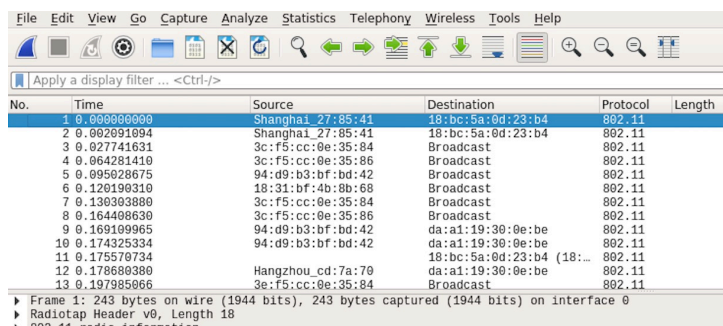 File Edit View Go Capture Analyze Statistics Telephony Wireless Tools Help
Apply a display filter ... <Ctrl-/>
No. Time Source Destination Protocol Length
1 0.000000000 Shanghai_27:85:41 18:bc:5a:0d:23:b4 802.11
2 0.002091094 Shanghai_27:85:41 18:bc:5a:0d:23:b4 802.11
3 0.027741631 3c:f5:cc:0e:35:84 Broadcast 802.11
4 0.064281410 3c:f5:cc:0e:35:86 Broadcast 802.11
5 0.095028675 94:d9:b3:bf:bd:42 Broadcast 802.11
6 0.120190310 18:31:bf:4b:8b:68 Broadcast 802.11
7 0.130303880 3c:f5:cc:0e:35:84 Broadcast 802.11
8 0.164408630 3c:f5:cc:0e:35:86 Broadcast 802.11
9 0.169109965 94:d9:b3:bf:bd:42 da:a1:19:30:0e:be 802.11
10 0.174325334 94:d9:b3:bf:bd:42 da:a1:19:30:0e:be 802.11
11 0.175570734 18:bc:5a:0d:23:b4 (18:… 802.11
12 0.178680380 Hangzhou_cd:7a:70 da:a1:19:30:0e:be 802.11
13 0.197985066 3e:f5:cc:0e:35:84 Broadcast 802.11
Frame 1: 243 bytes on wire (1944 bits), 243 bytes captured (1944 bits) on interface 0
Radiotap Header v0, Length 18
802.11 radio information